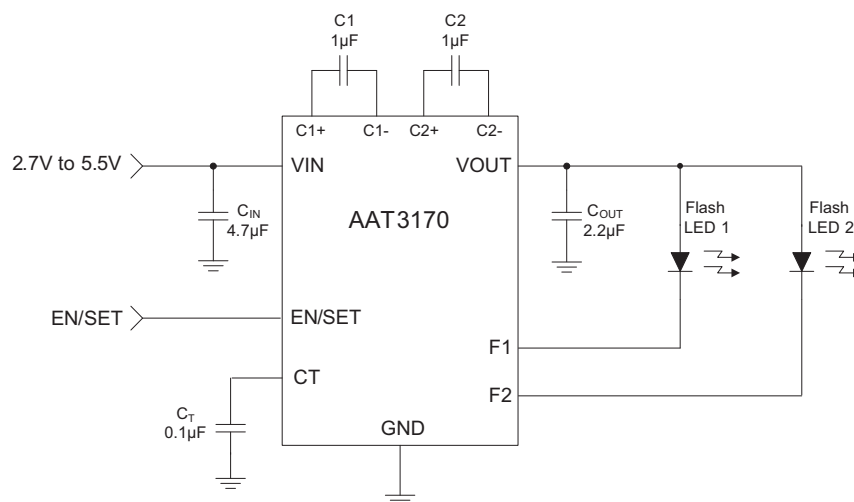 C1
1µF
C2
1µF
C1+
C1-
C2+
C2-
2.7V to 5.5V
VIN
VOUT
AAT3170
CIN
4.7µF
COUT
2.2µF
Flash
LED 1
Flash
LED 2
EN/SET
EN/SET
F1
CT
F2
CT
0.1µF
GND